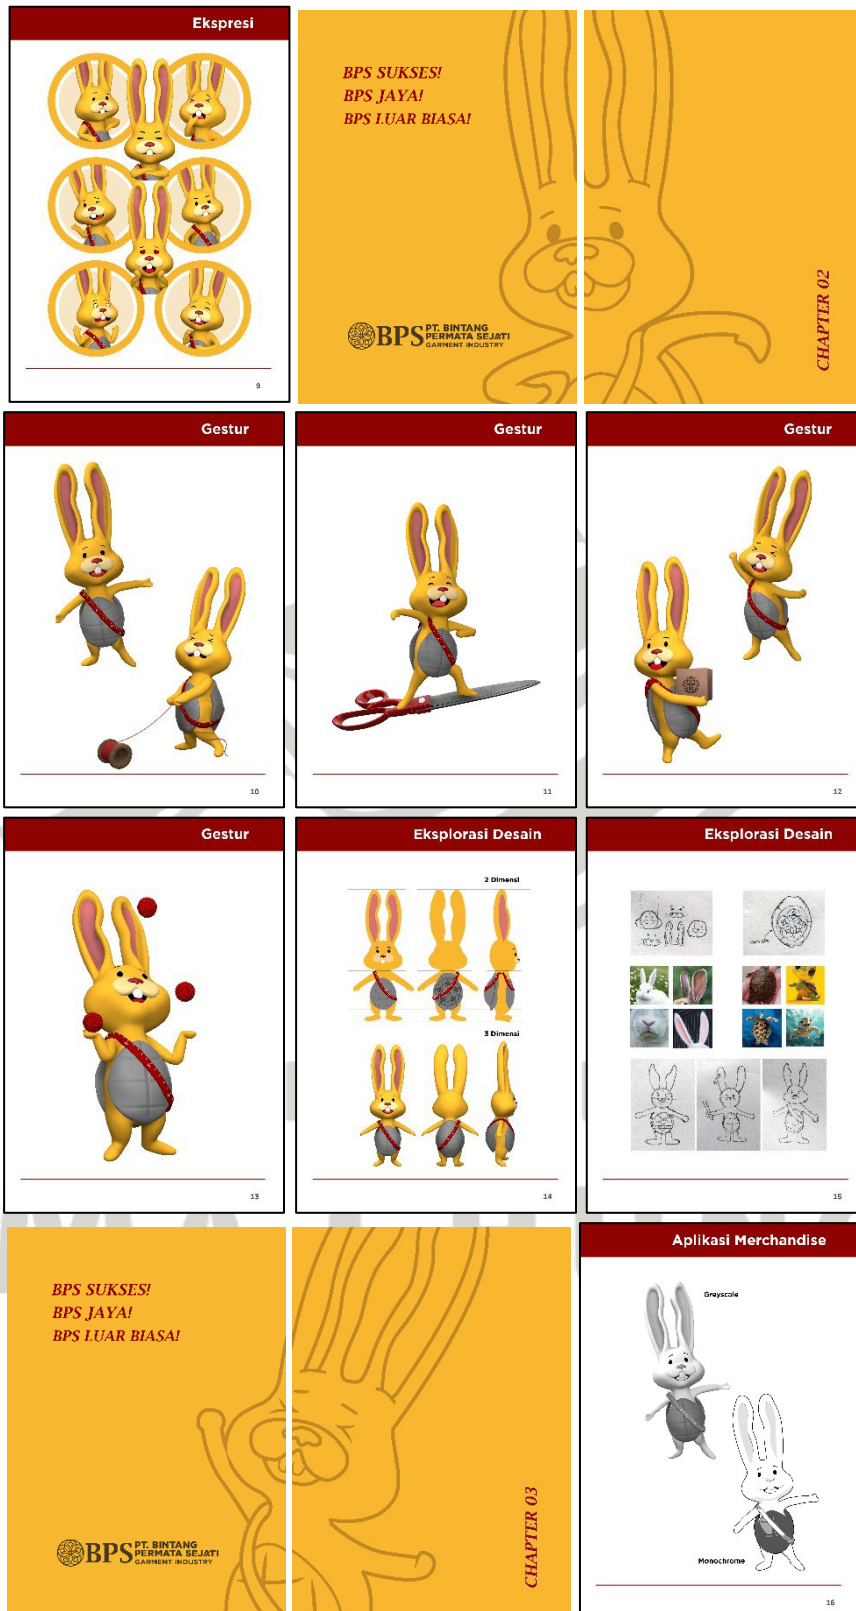 Ekspresi
9
BPS SUKSES!
BPS JAYA!
BPS LUAR BIASA!
BPS PT. BINTANG
PERMATA SEJATI
GARMENT INDUSTRY
CHAPTER 02
Gestur
10
Gestur
11
Gestur
12
Gestur
13
Eksplorasi Desain
2 Dimensi
3 Dimensi
14
Eksplorasi Desain
15
BPS SUKSES!
BPS JAYA!
BPS LUAR BIASA!
BPS PT. BINTANG
PERMATA SEJATI
GARMENT INDUSTRY
CHAPTER 03
Aplikasi Merchandise
Greyscale
Monochrome
16